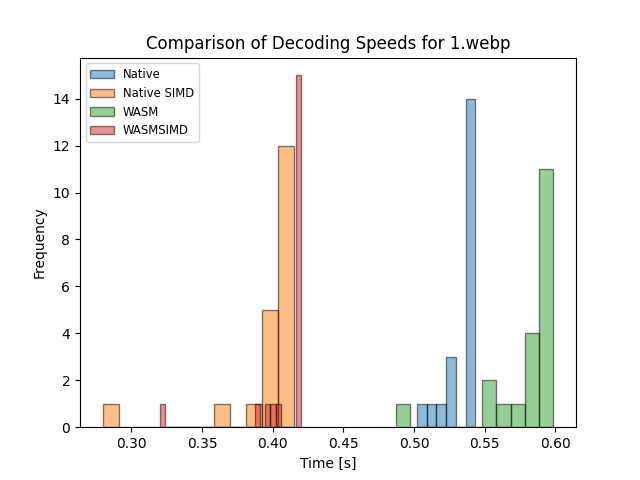 Comparison of Decoding Speeds for 1.webp
Native
Native SIMD
WASM
WASMSIMD
14
12
10
8
6
4
2
0
Frequency
0.30 0.35 0.40 0.45 0.50 0.55 0.60
Time [s]